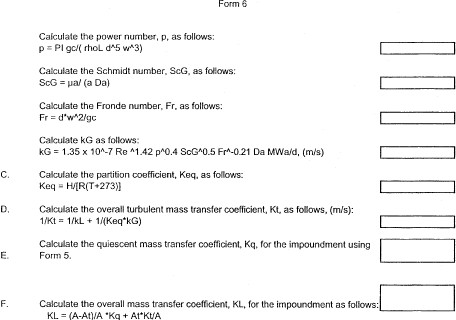 Form 6
Calculate the power number, p, as follows:
p = PI gc/( rhoL d^5 w^3)
Calculate the Schmidt number, ScG, as follows:
ScG = µa/ (a Da)
Calculate the Fronde number, Fr, as follows:
Fr = d*w^2/gc
Calculate kG as follows:
kG = 1.35 x 10^-7 Re ^1.42 p^0.4 ScG^0.5 Fr^-0.21 Da MWa/d, (m/s)
C. Calculate the partition coefficient, Keq, as follows:
Keq = H/[R(T+273)]
D. Calculate the overall turbulent mass transfer coefficient, Kt, as follows, (m/s):
1/Kt = 1/kL + 1/(Keq*kG)
Calculate the quiescent mass transfer coefficient, Kq, for the impoundment using
E. Form 5.
F. Calculate the overall mass transfer coefficient, KL, for the impoundment as follows:
KL = (A-At)/A *Kq + At*Kt/A